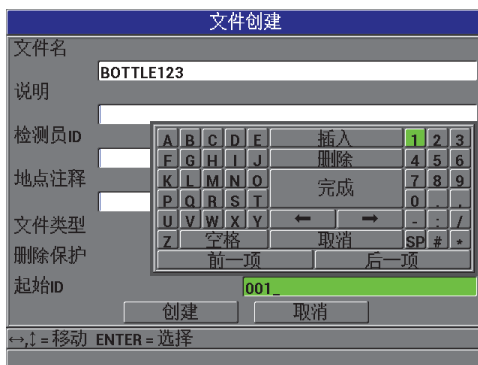 文件创建
文件名
BOTTLE123
说明
检测员ID
地点注释
文件类型
删除保护
起始ID
001_
A B C D E 插入 1 2 3
F G H I J 删除 4 5 6
K L M N O 完成 7 8 9
P Q R S T 0 . ,
U V W X Y ← → - : /
Z 空格 取消 SP # *
前一项 后一项
创建 取消
↔,↕ = 移动 ENTER = 选择